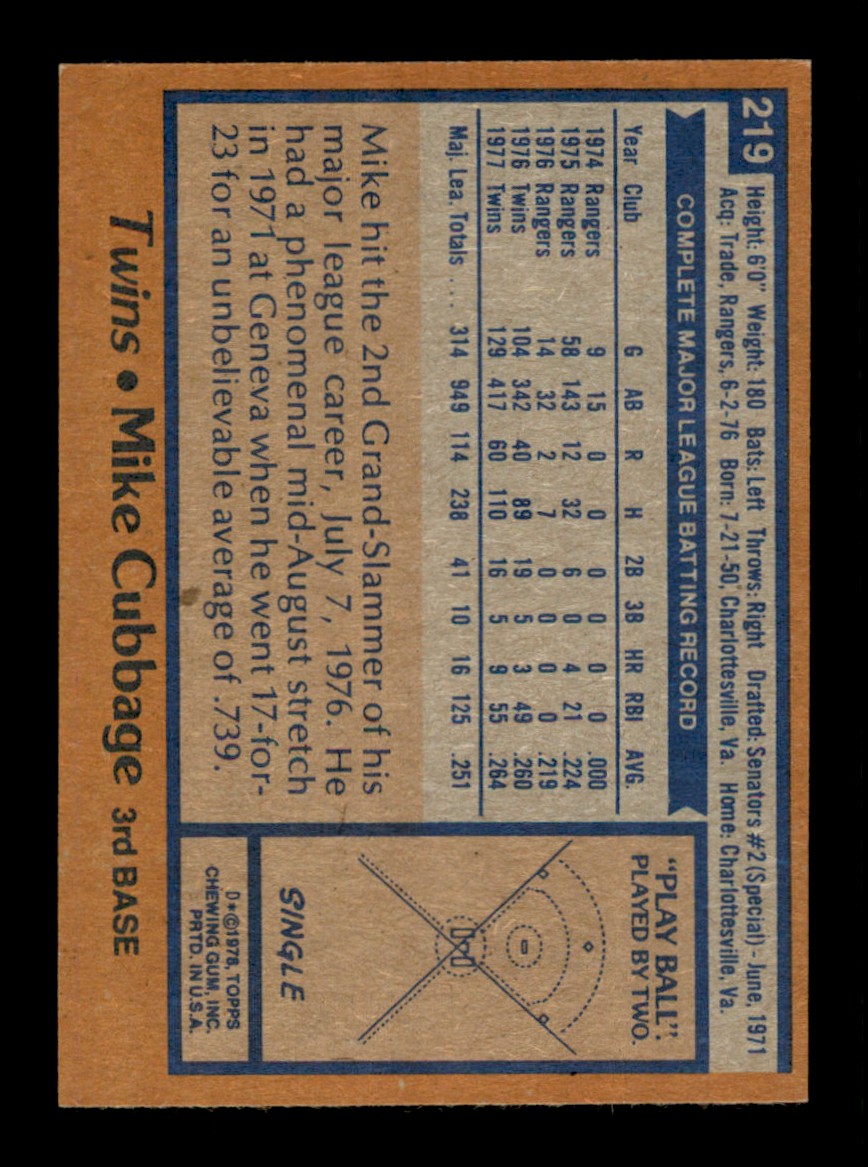 219
Height: 6'0" Weight: 180 Bats: Left Throws: Right Drafted: Senators #2 (Special) - June, 1971
Acq: Trade, Rangers, 6-2-76 Born: 7-21-50, Charlottesville, Va. Home: Charlottesville, Va.
COMPLETE MAJOR LEAGUE BATTING RECORD
Year Club G AB R H 2B 3B HR RBI AVG.
1974 Rangers 9 15 0 0 0 0 0 0 .000
1975 Rangers 58 143 12 32 6 0 4 21 .224
1976 Rangers 14 32 2 7 0 0 0 0 .219
1976 Twins 104 342 40 89 19 5 3 49 .260
1977 Twins 129 417 60 110 16 5 9 55 .264
Maj. Lea. Totals . . . 314 949 114 238 41 10 16 125 .251
Mike hit the 2nd Grand-Slammer of his
major league career, July 7, 1976. He
had a phenomenal mid-August stretch
in 1971 at Geneva when he went 17-for-
23 for an unbelievable average of .739.
"PLAY BALL":
PLAYED BY TWO.
SINGLE
D*©1978, TOPPS
CHEWING GUM, INC.
PRTD. IN U.S.A.
Twins • Mike Cubbage 3rd BASE